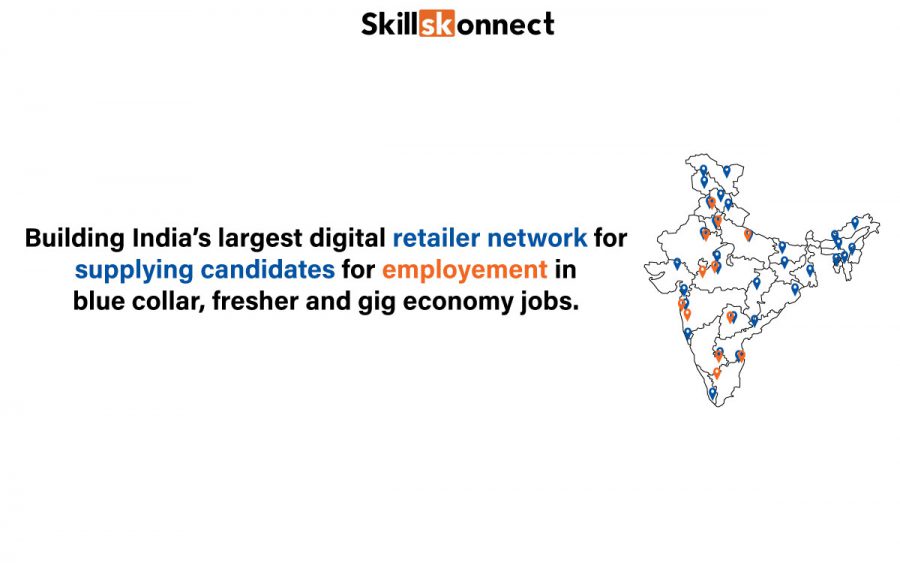 Skillskonnect
Building India's largest digital retailer network for
supplying candidates for employement in
blue collar, fresher and gig economy jobs.